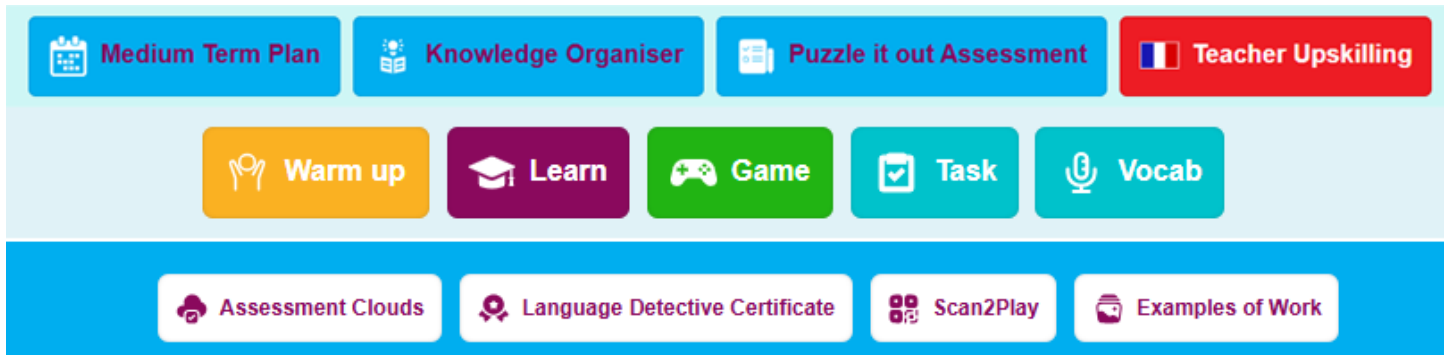 Medium Term Plan Knowledge Organiser Puzzle it out Assessment Teacher Upskilling
Warm up Learn Game Task Vocab
Assessment Clouds Language Detective Certificate Scan2Play Examples of Work